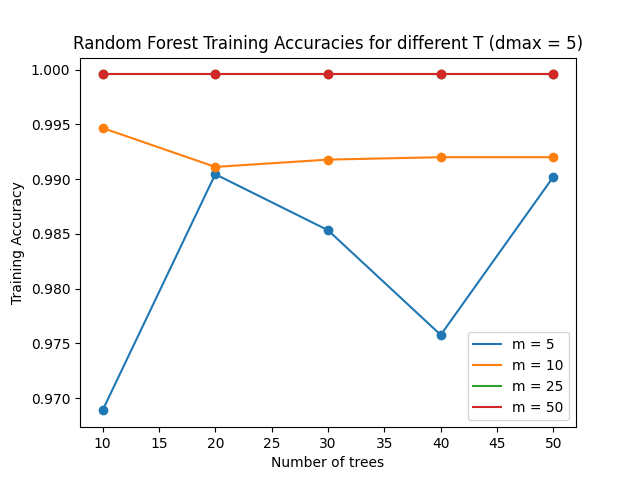 Random Forest Training Accuracies for different T (dmax = 5)
Training Accuracy
1.000
0.995
0.990
0.985
0.980
0.975
0.970
10 15 20 25 30 35 40 45 50
Number of trees
m = 5
m = 10
m = 25
m = 50